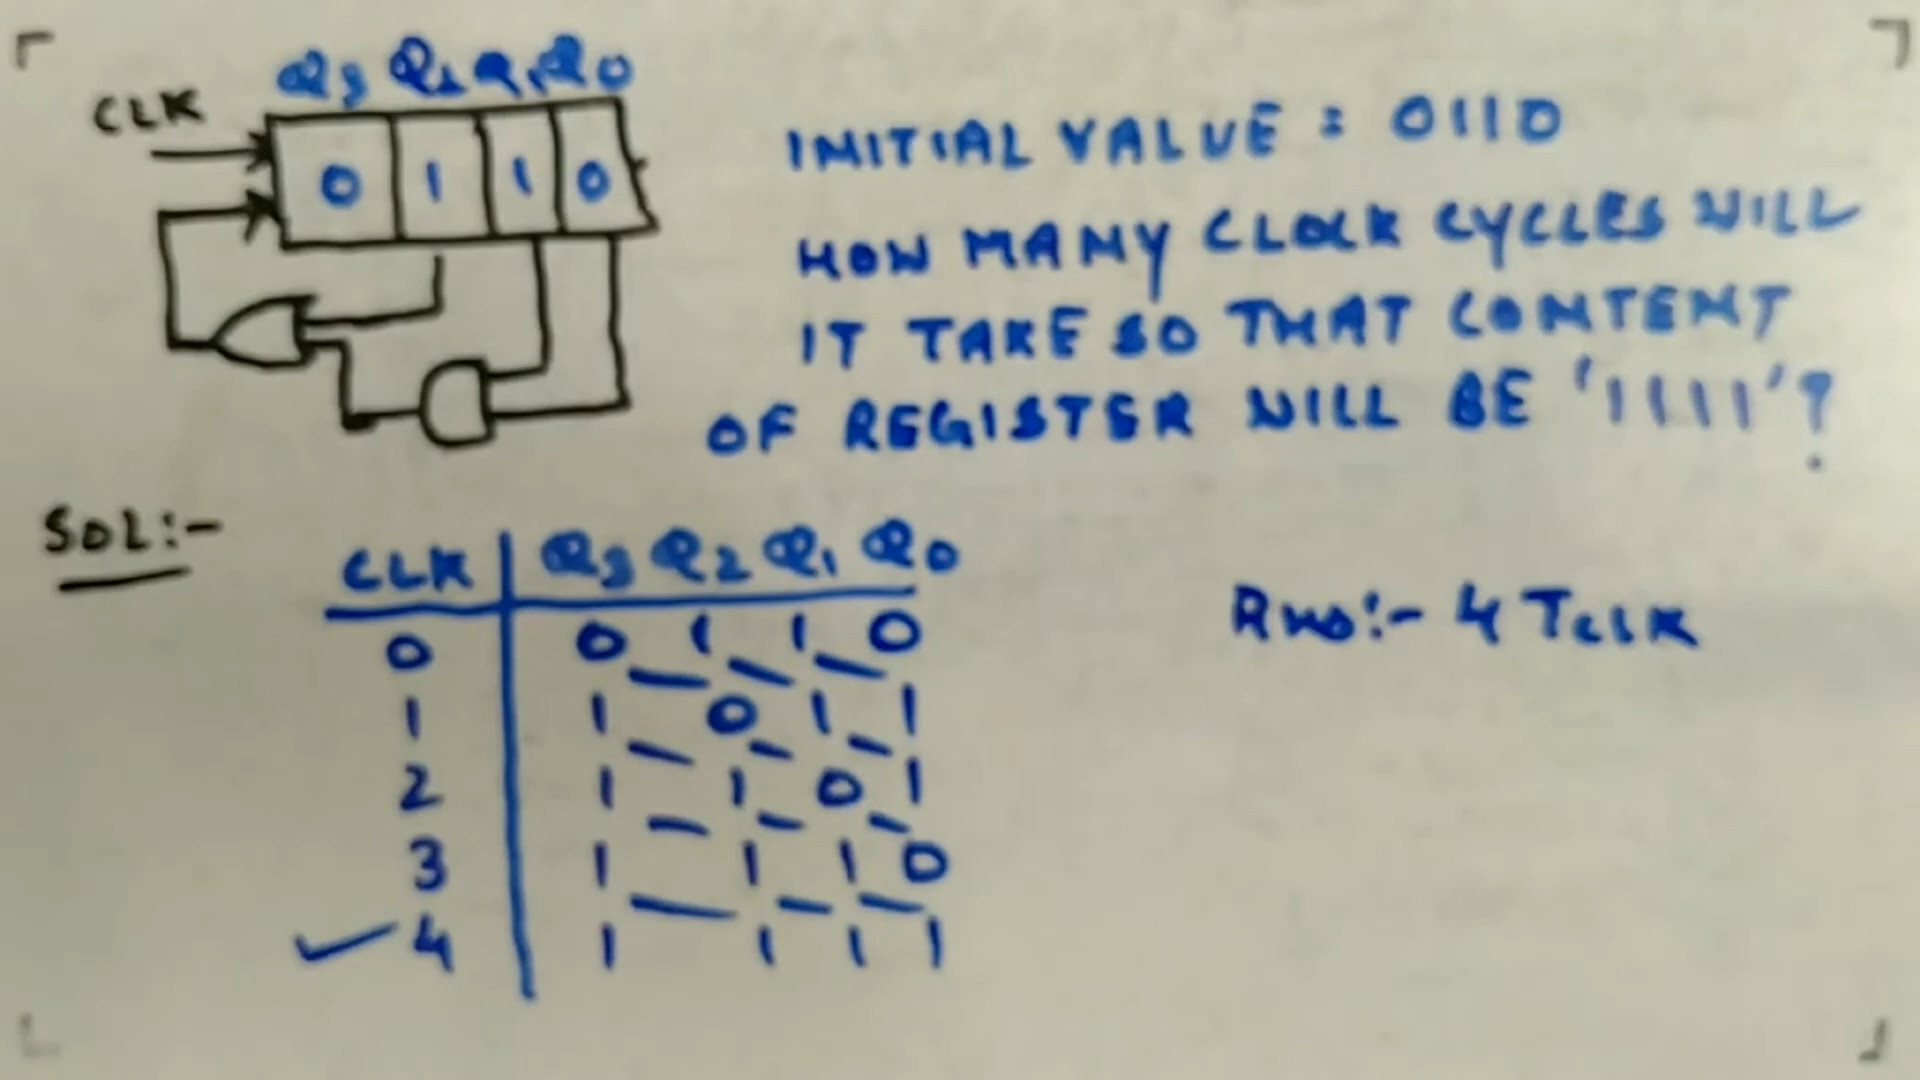 Q3 Q2 Q1 Q0
CLK
0 1 1 0
INITIAL VALUE : 0110
HOW MANY CLOCK CYCLES WILL
IT TAKE SO THAT CONTENT
OF REGISTER WILL BE '1111'?
SOL:-
CLK Q3 Q2 Q1 Q0
0 0 1 1 0
1 1 0 1 1
2 1 1 0 1
3 1 1 1 0
4 1 1 1 1
Ans:- 4 TCLK